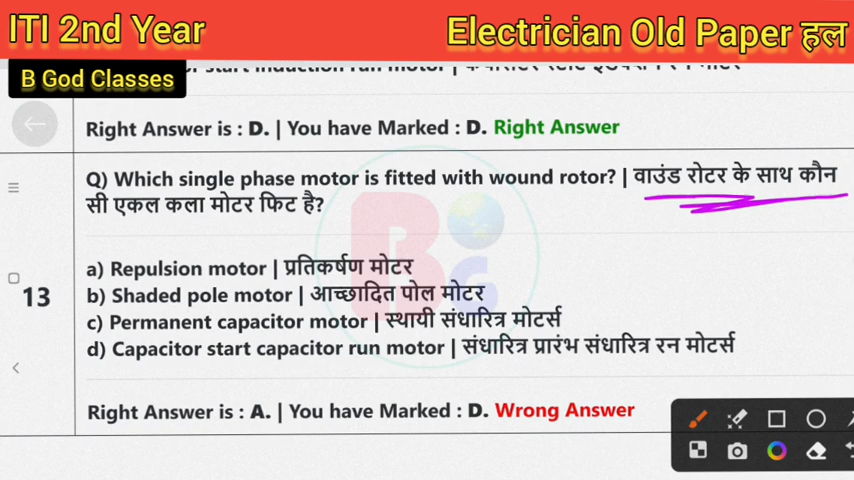 ITI 2nd Year
Electrician Old Paper हल
B God Classes
Right Answer is : D. | You have Marked : D. Right Answer
Q) Which single phase motor is fitted with wound rotor? | वाउंड रोटर के साथ कौन
सी एकल कला मोटर फिट है?
13
a) Repulsion motor | प्रतिकर्षण मोटर
b) Shaded pole motor | आच्छादित पोल मोटर
c) Permanent capacitor motor | स्थायी संधारित्र मोटर्स
d) Capacitor start capacitor run motor | संधारित्र प्रारंभ संधारित्र रन मोटर्स
Right Answer is : A. | You have Marked : D. Wrong Answer